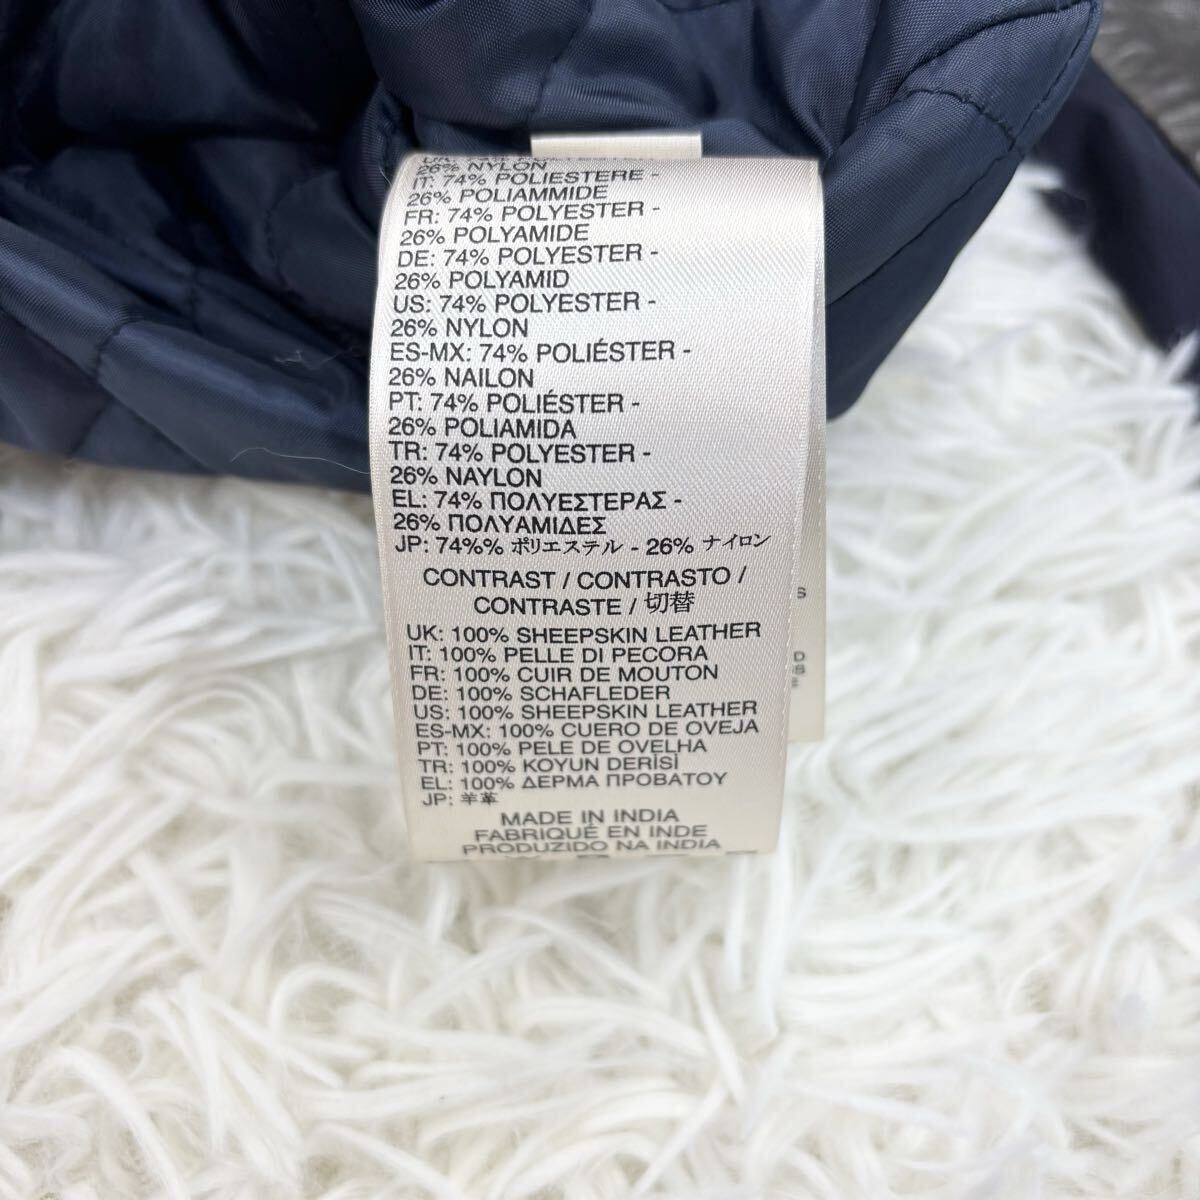 26% NYLON
IT: 74% POLIESTERE -
26% POLIAMMIDE
FR: 74% POLYESTER -
26% POLYAMIDE
DE: 74% POLYESTER -
26% POLYAMID
US: 74% POLYESTER -
26% NYLON
ES-MX: 74% POLIÉSTER -
26% NAILON
PT: 74% POLIÉSTER -
26% POLIAMIDA
TR: 74% POLYESTER -
26% NAYLON
EL: 74% ΠΟΛΥΕΣΤΕΡΑΣ -
26% ΠΟΛΥΑΜΙΔΕΣ
JP: 74%% ポリエステル - 26% ナイロン
CONTRAST / CONTRASTO /
CONTRASTE / 切替
UK: 100% SHEEPSKIN LEATHER
IT: 100% PELLE DI PECORA
FR: 100% CUIR DE MOUTON
DE: 100% SCHAFLEDER
US: 100% SHEEPSKIN LEATHER
ES-MX: 100% CUERO DE OVEJA
PT: 100% PELE DE OVELHA
TR: 100% KOYUN DERİSİ
EL: 100% ΔΕΡΜΑ ΠΡΟΒΑΤΟΥ
JP: 羊革
MADE IN INDIA
FABRIQUÉ EN INDE
PRODUZIDO NA INDIA